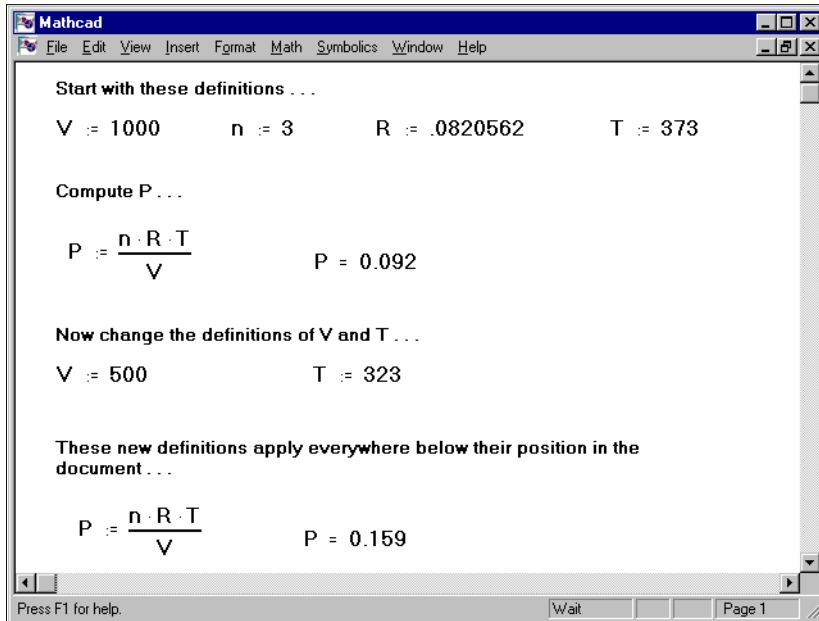 Mathcad
File Edit View Insert Format Math Symbolics Window Help
Start with these definitions . . .
V := 1000 n := 3 R := .0820562 T := 373
Compute P . . .
P := n · R · T / V P = 0.092
Now change the definitions of V and T . . .
V := 500 T := 323
These new definitions apply everywhere below their position in the
document . . .
P := n · R · T / V P = 0.159
Press F1 for help. Wait Page 1